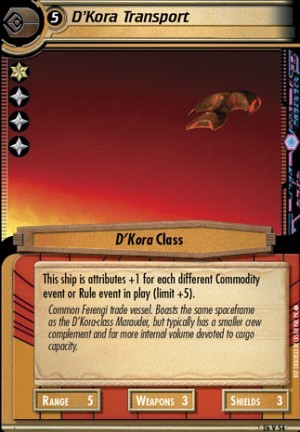 5 D'Kora Transport
D'Kora Class
This ship is attributes +1 for each different Commodity
event or Rule event in play (limit +5).
Common Ferengi trade vessel. Boasts the same spaceframe
as the D'Kora-class Marauder, but typically has a smaller crew
complement and far more internal volume devoted to cargo
capacity.
RANGE 5 WEAPONS 3 SHIELDS 3